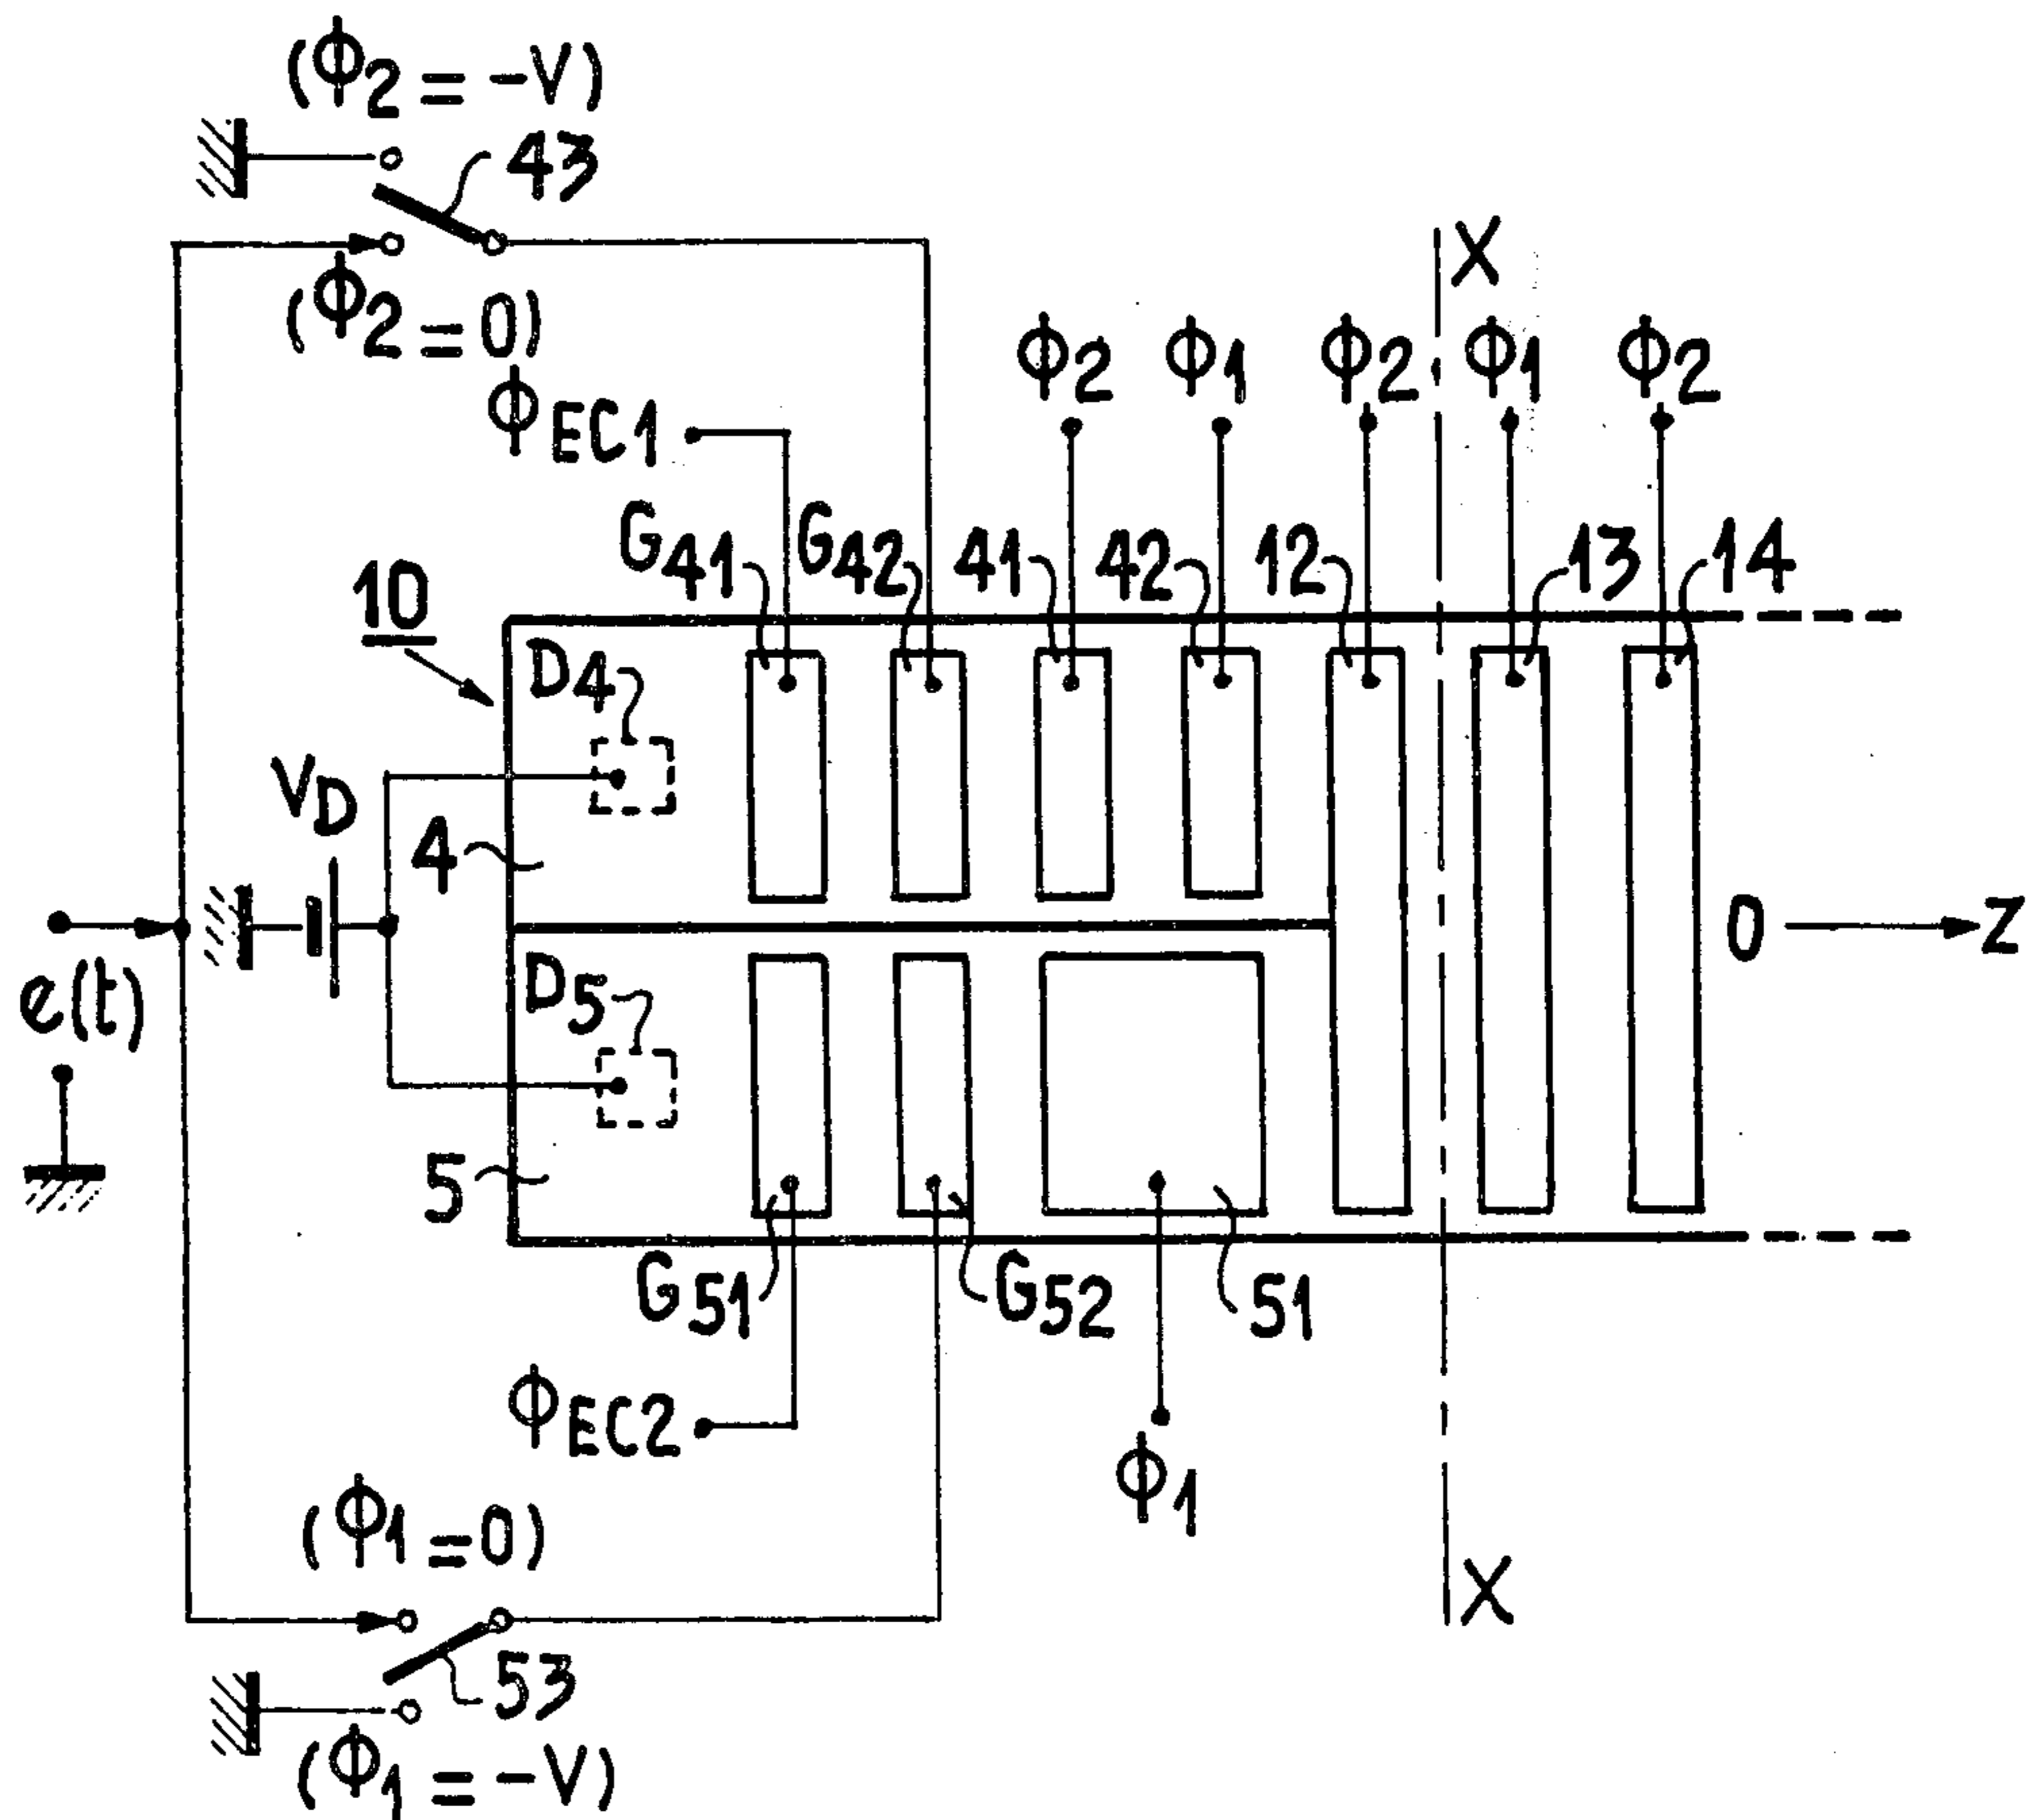 (Φ2 = -V)
43
(Φ2 = 0)
X
Φ2 Φ1 Φ2 Φ1 Φ2
ΦEC1
G41 G42 41 42 12 13 14
10
D4
VD
4
O Z
e(t)
D5
5
G51 G52 51
ΦEC2
Φ1
(Φ1 = 0)
X
53
(Φ1 = -V)